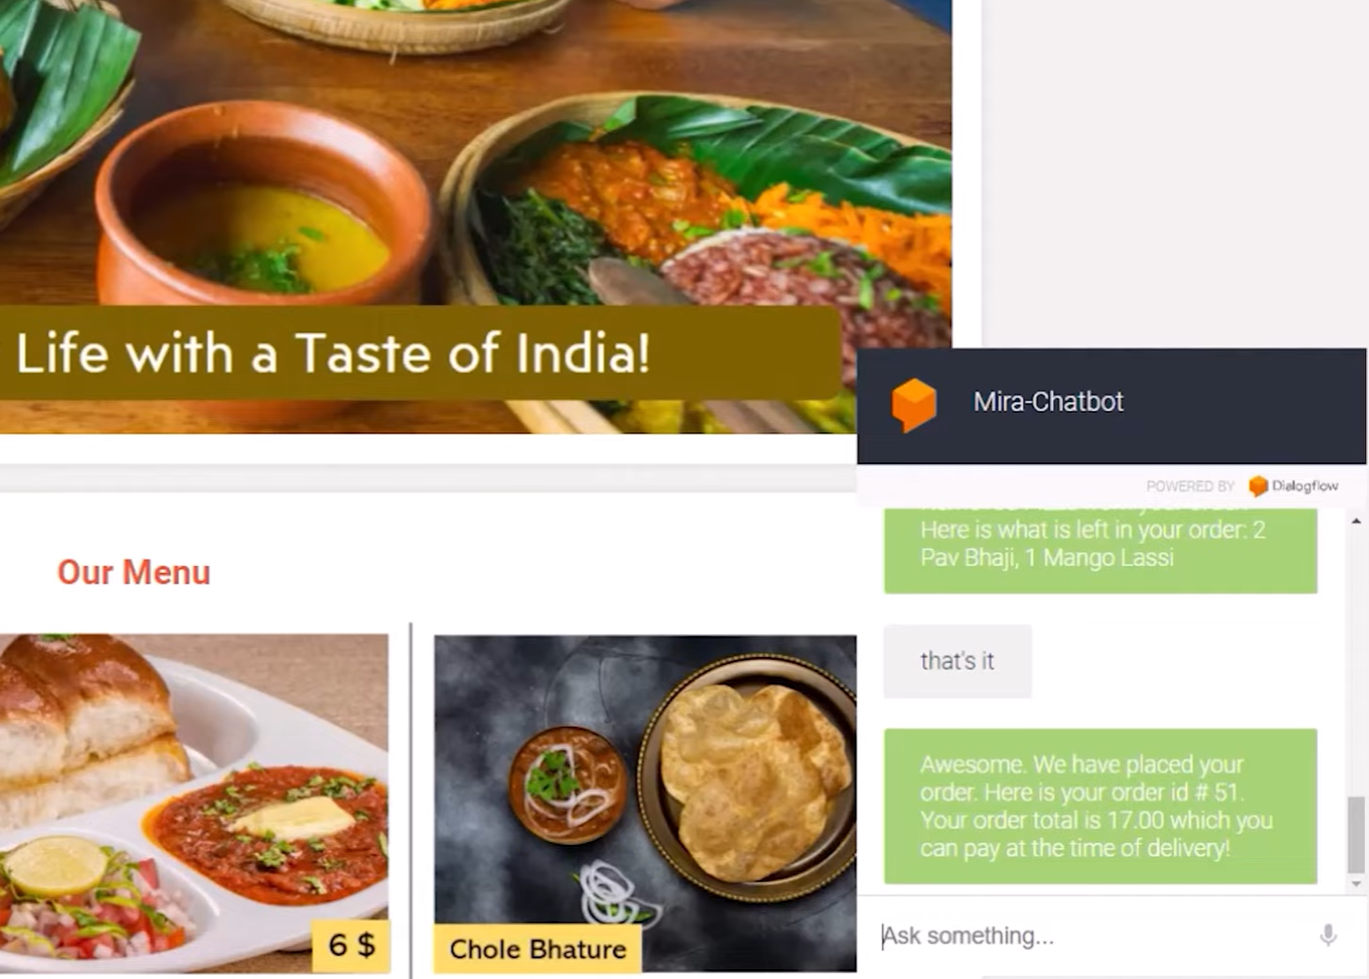 Life with a Taste of India!
Our Menu
6 $
Chole Bhature
Mira-Chatbot
POWERED BY Dialogflow
Here is what is left in your order: 2
Pav Bhaji, 1 Mango Lassi
that's it
Awesome. We have placed your
order. Here is your order id # 51.
Your order total is 17.00 which you
can pay at the time of delivery!
Ask something...